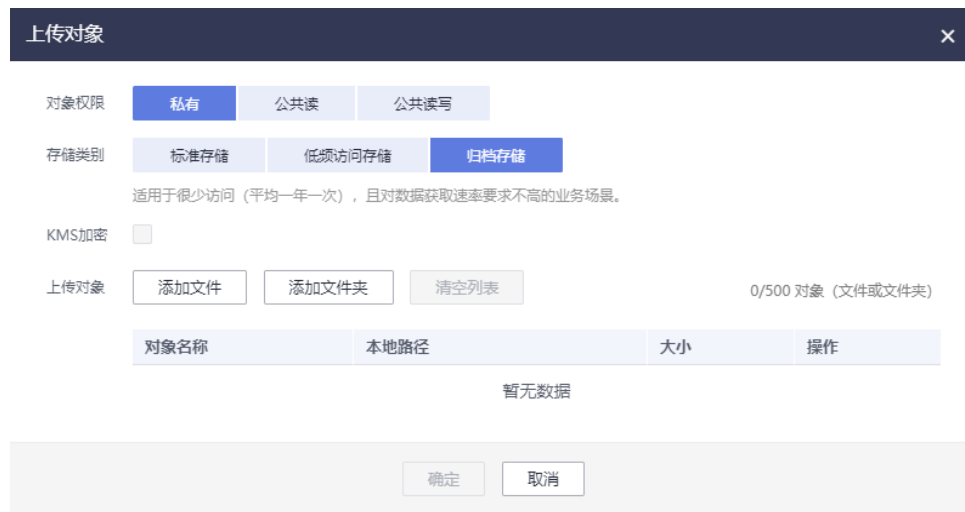 上传对象 ×
对象权限 私有 公共读 公共读写
存储类别 标准存储 低频访问存储 归档存储
适用于很少访问（平均一年一次），且对数据获取速率要求不高的业务场景。
KMS加密
上传对象 添加文件 添加文件夹 清空列表 0/500 对象（文件或文件夹）
对象名称 本地路径 大小 操作
暂无数据
确定 取消